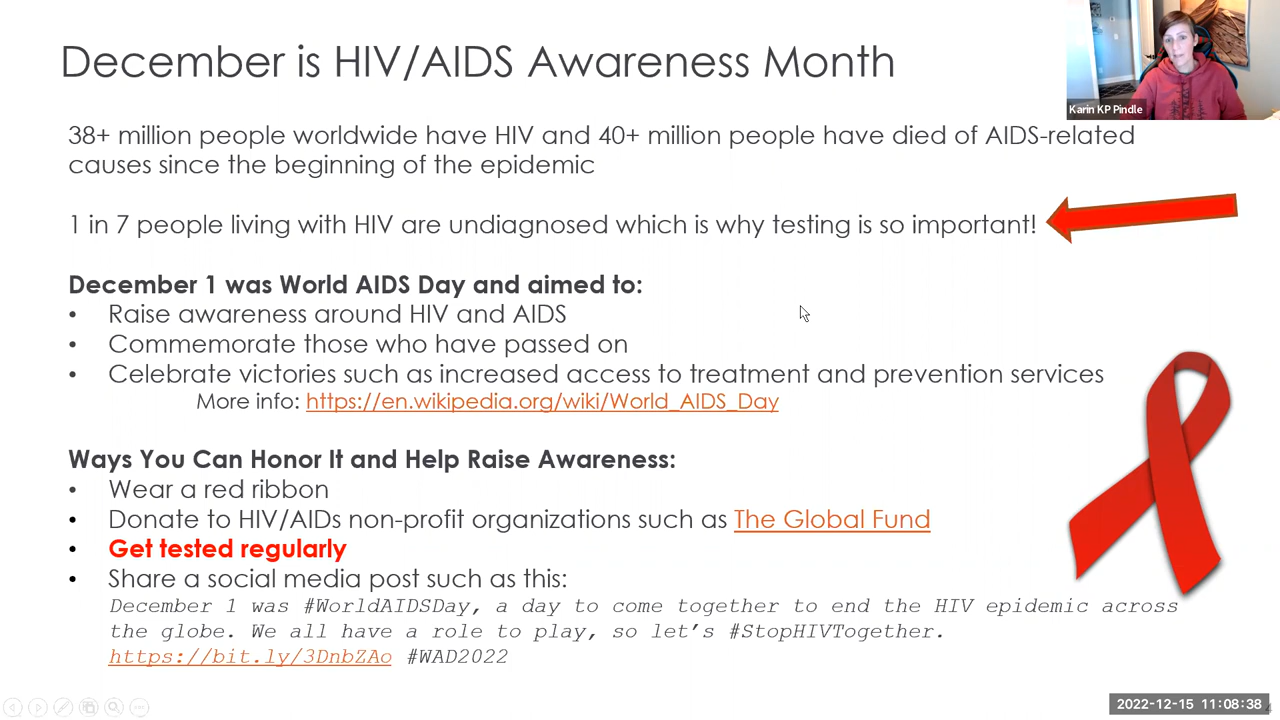 December is HIV/AIDS Awareness Month
Karin KP Pindle
38+ million people worldwide have HIV and 40+ million people have died of AIDS-related
causes since the beginning of the epidemic
1 in 7 people living with HIV are undiagnosed which is why testing is so important!
December 1 was World AIDS Day and aimed to:
• Raise awareness around HIV and AIDS
• Commemorate those who have passed on
• Celebrate victories such as increased access to treatment and prevention services
More info: https://en.wikipedia.org/wiki/World_AIDS_Day
Ways You Can Honor It and Help Raise Awareness:
• Wear a red ribbon
• Donate to HIV/AIDs non-profit organizations such as The Global Fund
• Get tested regularly
• Share a social media post such as this:
December 1 was #WorldAIDSDay, a day to come together to end the HIV epidemic across
the globe. We all have a role to play, so let’s #StopHIVTogether.
https://bit.ly/3DnbZAo #WAD2022
2022-12-15 11:08:38